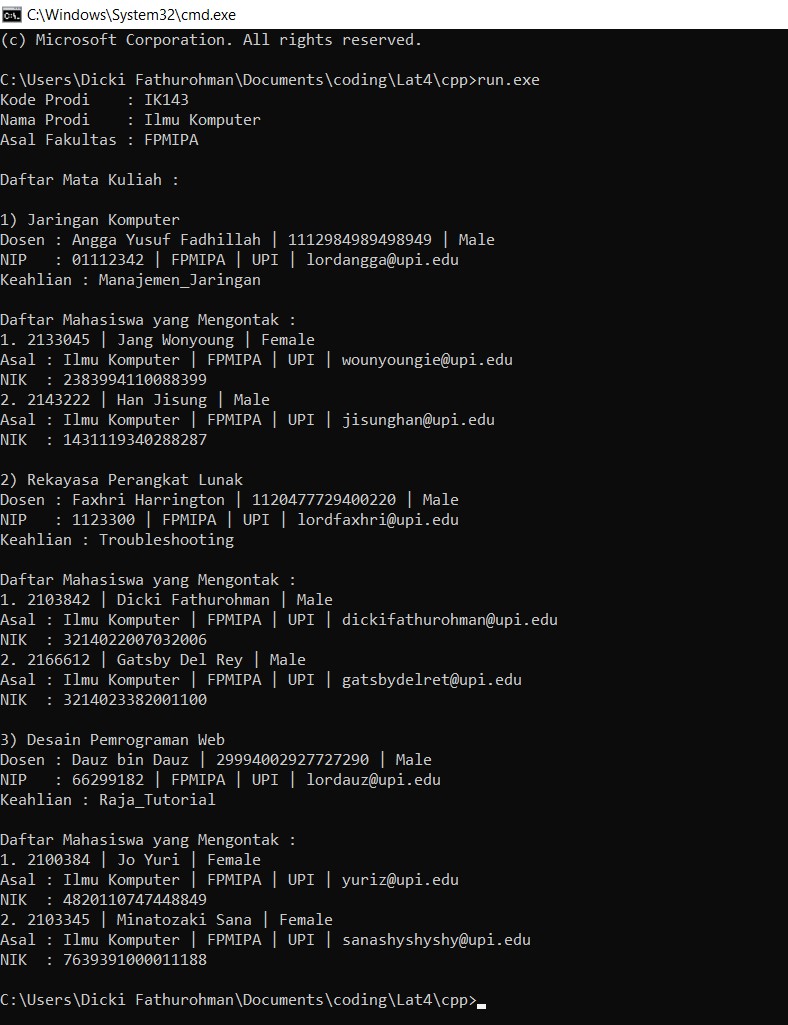 C:\Windows\System32\cmd.exe
(c) Microsoft Corporation. All rights reserved.
C:\Users\Dicki Fathurohman\Documents\coding\Lat4\cpp>run.exe
Kode Prodi    : IK143
Nama Prodi    : Ilmu Komputer
Asal Fakultas : FPMIPA
Daftar Mata Kuliah :
1) Jaringan Komputer
Dosen : Angga Yusuf Fadhillah | 1112984989498949 | Male
NIP   : 01112342 | FPMIPA | UPI | lordangga@upi.edu
Keahlian : Manajemen_Jaringan
Daftar Mahasiswa yang Mengontak :
1. 2133045 | Jang Wonyoung | Female
Asal : Ilmu Komputer | FPMIPA | UPI | wounyoungie@upi.edu
NIK  : 2383994110088399
2. 2143222 | Han Jisung | Male
Asal : Ilmu Komputer | FPMIPA | UPI | jisunghan@upi.edu
NIK  : 1431119340288287
2) Rekayasa Perangkat Lunak
Dosen : Faxhri Harrington | 1120477729400220 | Male
NIP   : 1123300 | FPMIPA | UPI | lordfaxhri@upi.edu
Keahlian : Troubleshooting
Daftar Mahasiswa yang Mengontak :
1. 2103842 | Dicki Fathurohman | Male
Asal : Ilmu Komputer | FPMIPA | UPI | dickifathurohman@upi.edu
NIK  : 3214022007032006
2. 2166612 | Gatsby Del Rey | Male
Asal : Ilmu Komputer | FPMIPA | UPI | gatsbydelret@upi.edu
NIK  : 3214023382001100
3) Desain Pemrograman Web
Dosen : Dauz bin Dauz | 29994002927727290 | Male
NIP   : 66299182 | FPMIPA | UPI | lordauz@upi.edu
Keahlian : Raja_Tutorial
Daftar Mahasiswa yang Mengontak :
1. 2100384 | Jo Yuri | Female
Asal : Ilmu Komputer | FPMIPA | UPI | yuriz@upi.edu
NIK  : 4820110747448849
2. 2103345 | Minatozaki Sana | Female
Asal : Ilmu Komputer | FPMIPA | UPI | sanashyshyshy@upi.edu
NIK  : 7639391000011188
C:\Users\Dicki Fathurohman\Documents\coding\Lat4\cpp>